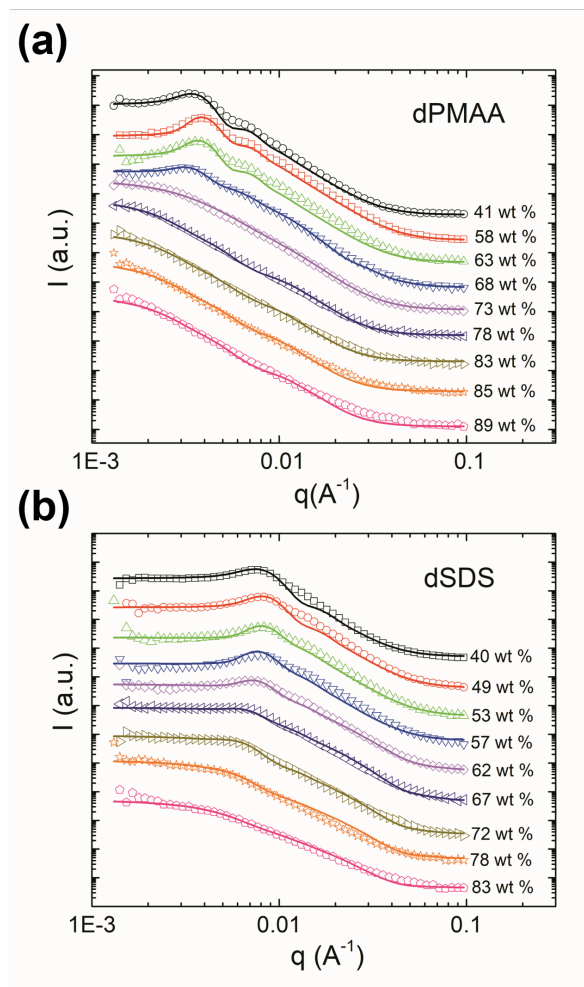 (a)
dPMAA
I (a.u.)
41 wt %
58 wt %
63 wt %
68 wt %
73 wt %
78 wt %
83 wt %
85 wt %
89 wt %
1E-3
0.01
0.1
q(A⁻¹)
(b)
dSDS
I (a.u.)
40 wt %
49 wt %
53 wt %
57 wt %
62 wt %
67 wt %
72 wt %
78 wt %
83 wt %
1E-3
0.01
0.1
q (A⁻¹)